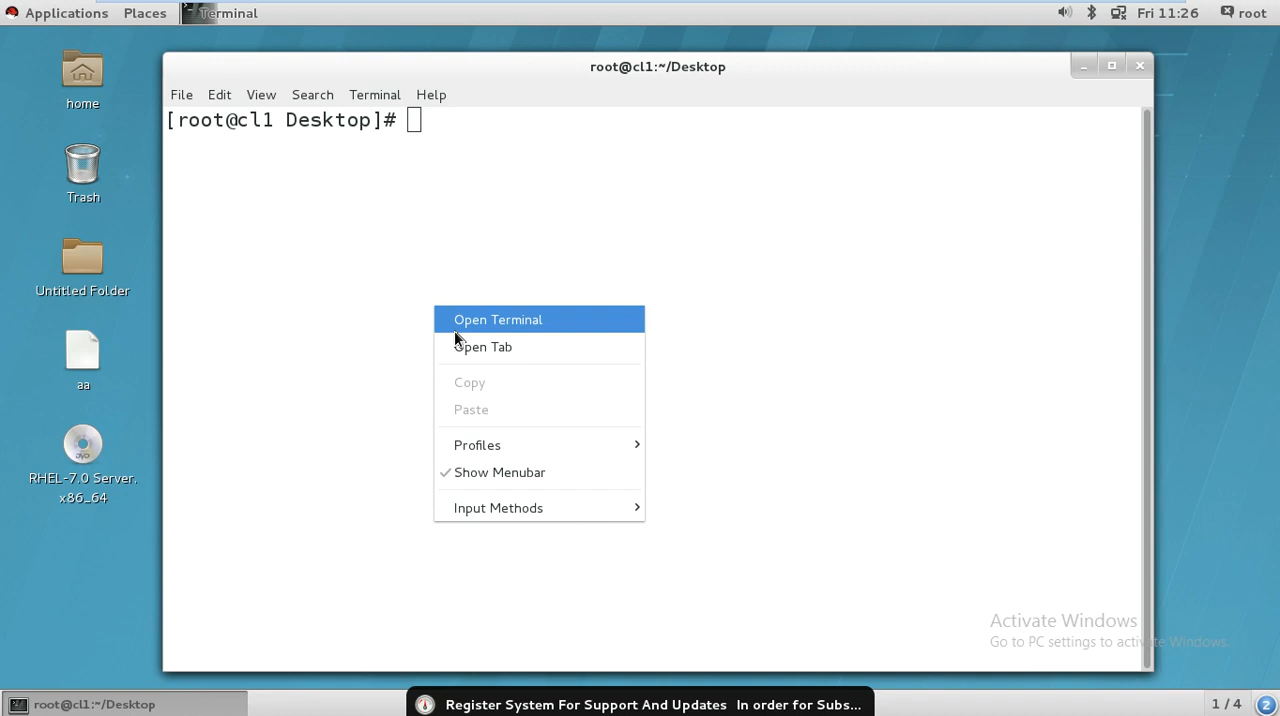 Applications Places Terminal Fri 11:26 root
root@cl1:~/Desktop
File Edit View Search Terminal Help
[root@cl1 Desktop]#
home
Trash
Untitled Folder
aa
RHEL-7.0 Server.
x86_64
Open Terminal
Open Tab
Copy
Paste
Profiles
Show Menubar
Input Methods
Activate Windows
Go to PC settings to activate Windows.
root@cl1:~/Desktop
Register System For Support And Updates In order for Subs...
1 / 4 2